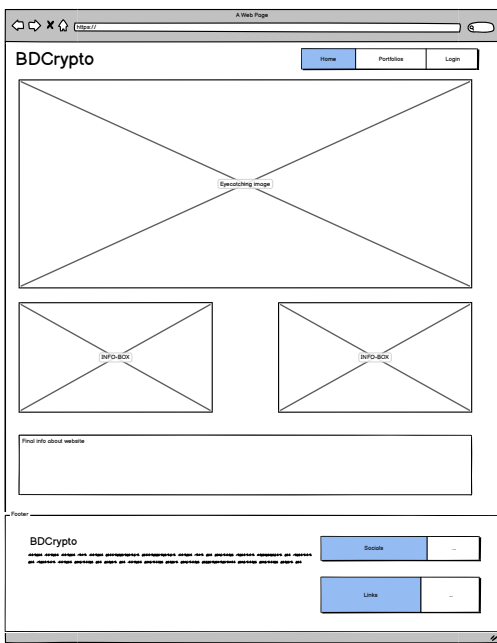 A Web Page
https://
BDCrypto
Home Portfolios Login
Eyecatching image
INFO-BOX INFO-BOX
Final info about website
Footer
BDCrypto
Socials ...
Links ...